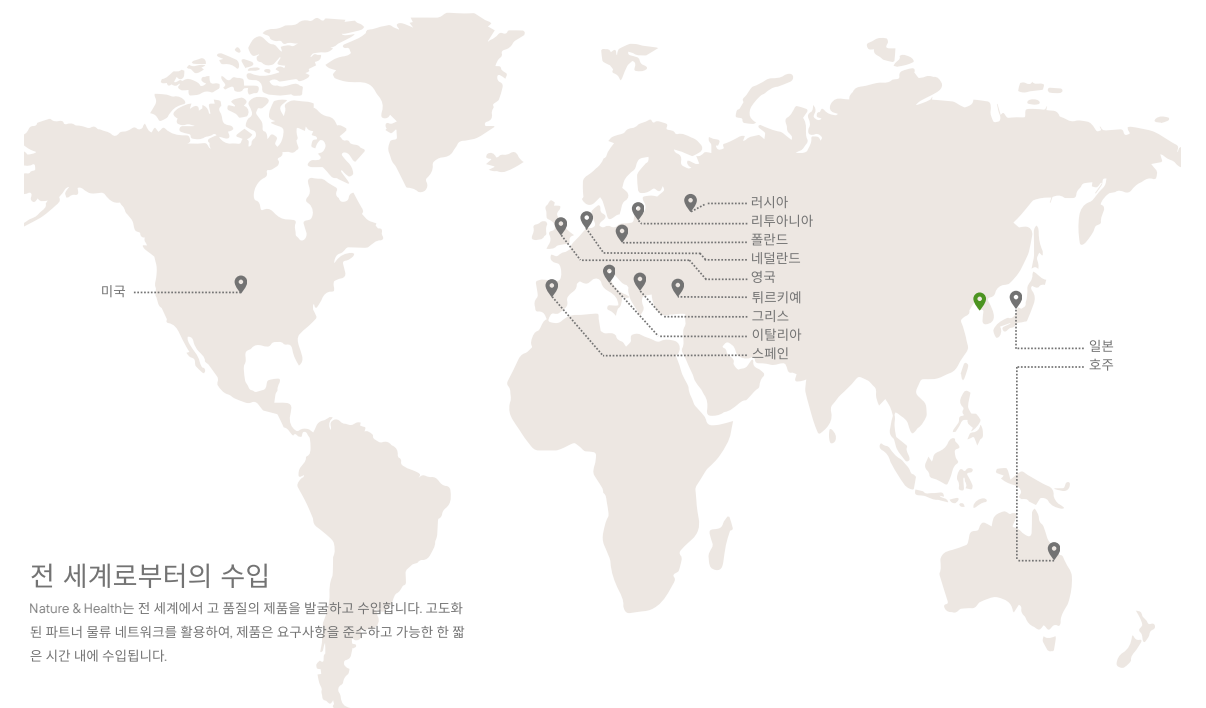 러시아
리투아니아
폴란드
네덜란드
영국
미국
튀르키예
그리스
이탈리아
스페인
일본
호주
전 세계로부터의 수입
Nature & Health는 전 세계에서 고 품질의 제품을 발굴하고 수입합니다. 고도화
된 파트너 물류 네트워크를 활용하여, 제품은 요구사항을 준수하고 가능한 한 짧
은 시간 내에 수입됩니다.